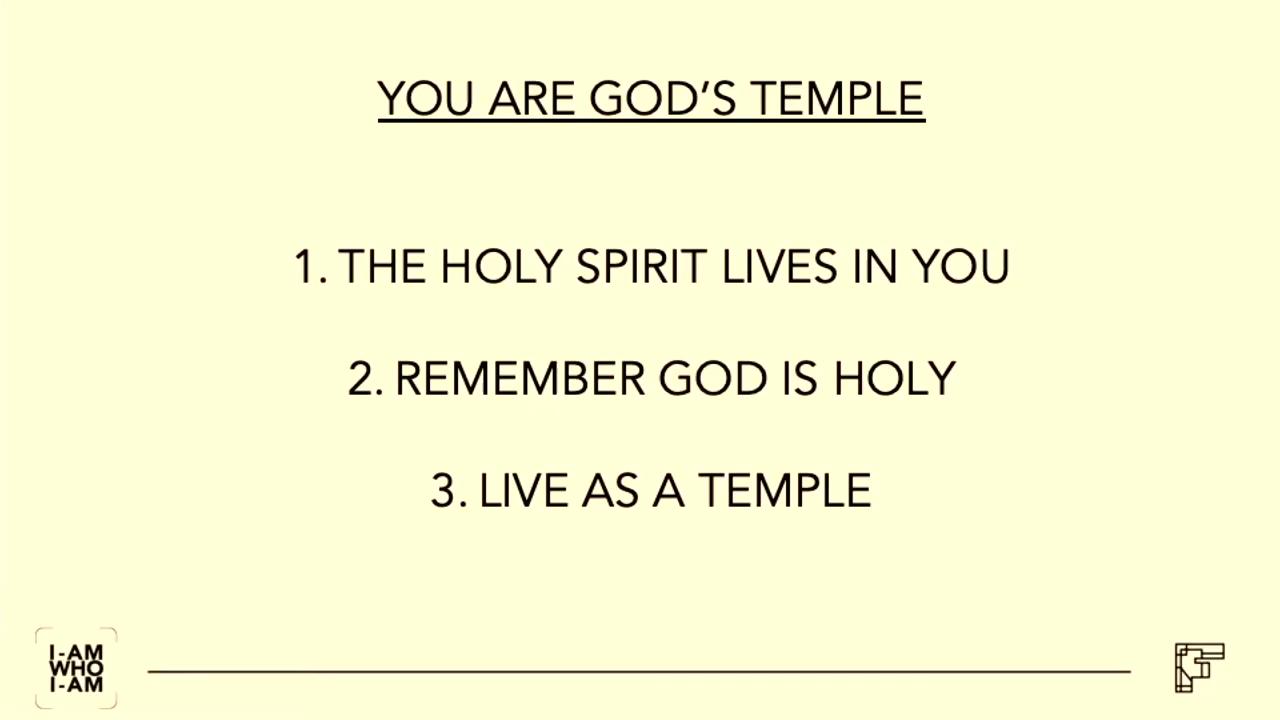 YOU ARE GOD’S TEMPLE
1. THE HOLY SPIRIT LIVES IN YOU
2. REMEMBER GOD IS HOLY
3. LIVE AS A TEMPLE
I-AM
WHO
I-AM